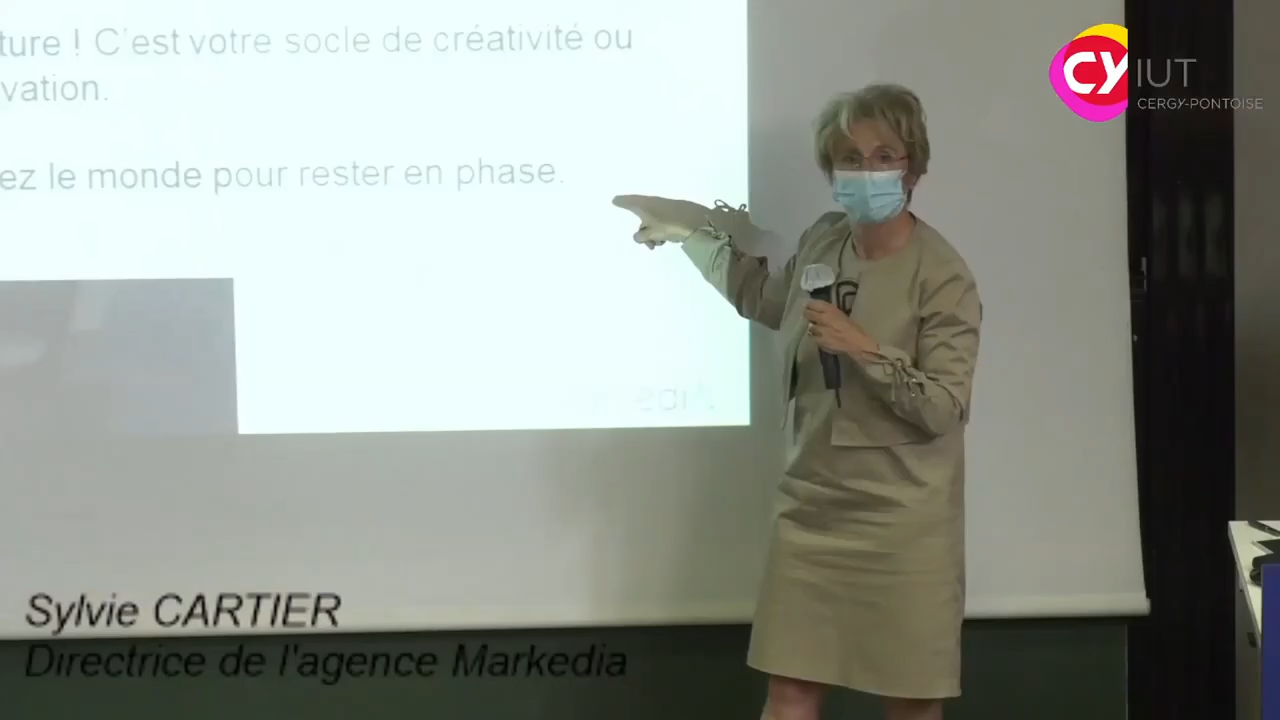 ture ! C'est votre socle de créativité ou
vation.
ez le monde pour rester en phase.
CY IUT
CERGY-PONTOISE
Sylvie CARTIER
Directrice de l'agence Markedia